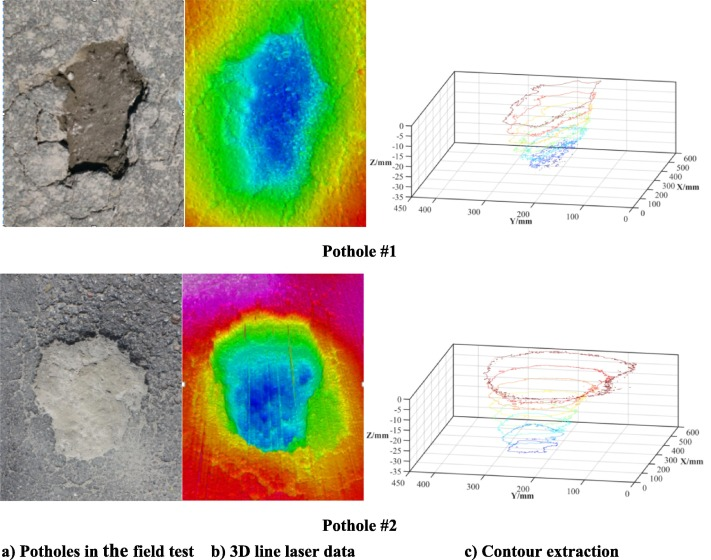 0
-5
-10
-15
-20
-25
-30
-35
Z/mm
450 400 300 200 100 0
Y/mm
0 100 200 300 400 500 600
X/mm
Pothole #1
0
-5
-10
-15
-20
-25
-30
-35
Z/mm
450 400 300 200 100 0
Y/mm
0 100 200 300 400 500 600
X/mm
Pothole #2
a) Potholes in the field test b) 3D line laser data c) Contour extraction